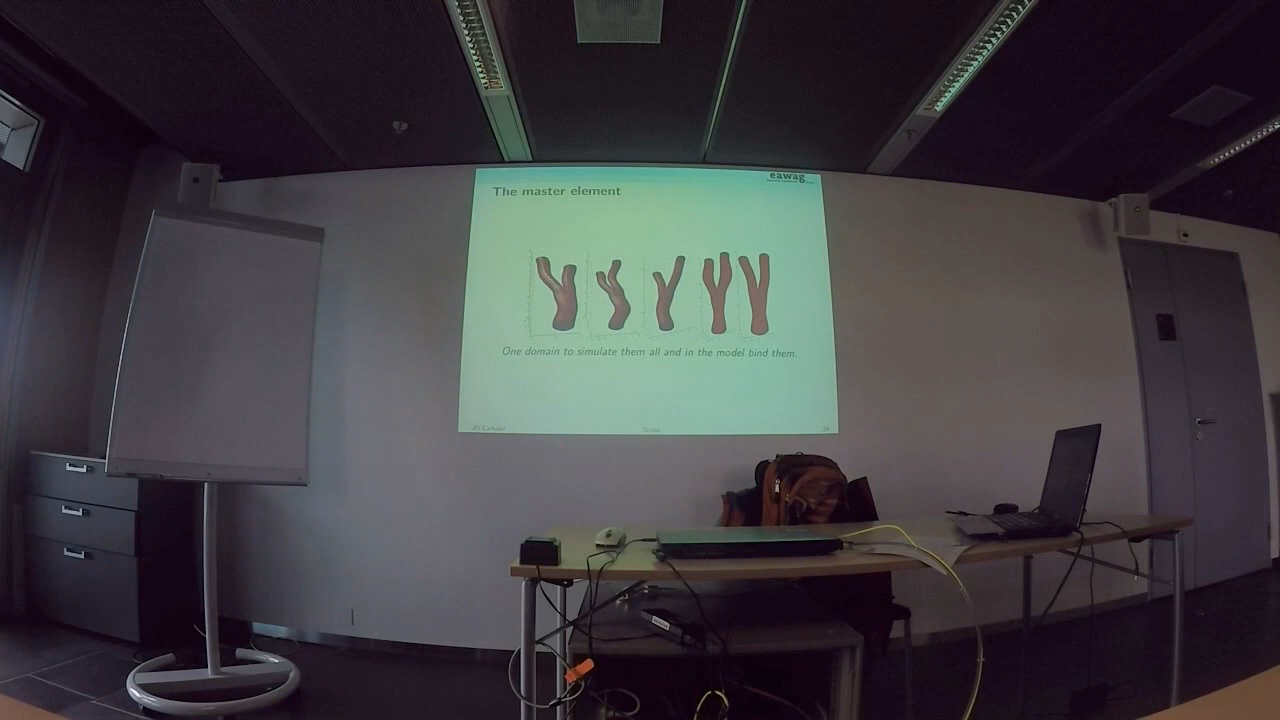 eawag
The master element
One domain to simulate them all and in the model bind them.